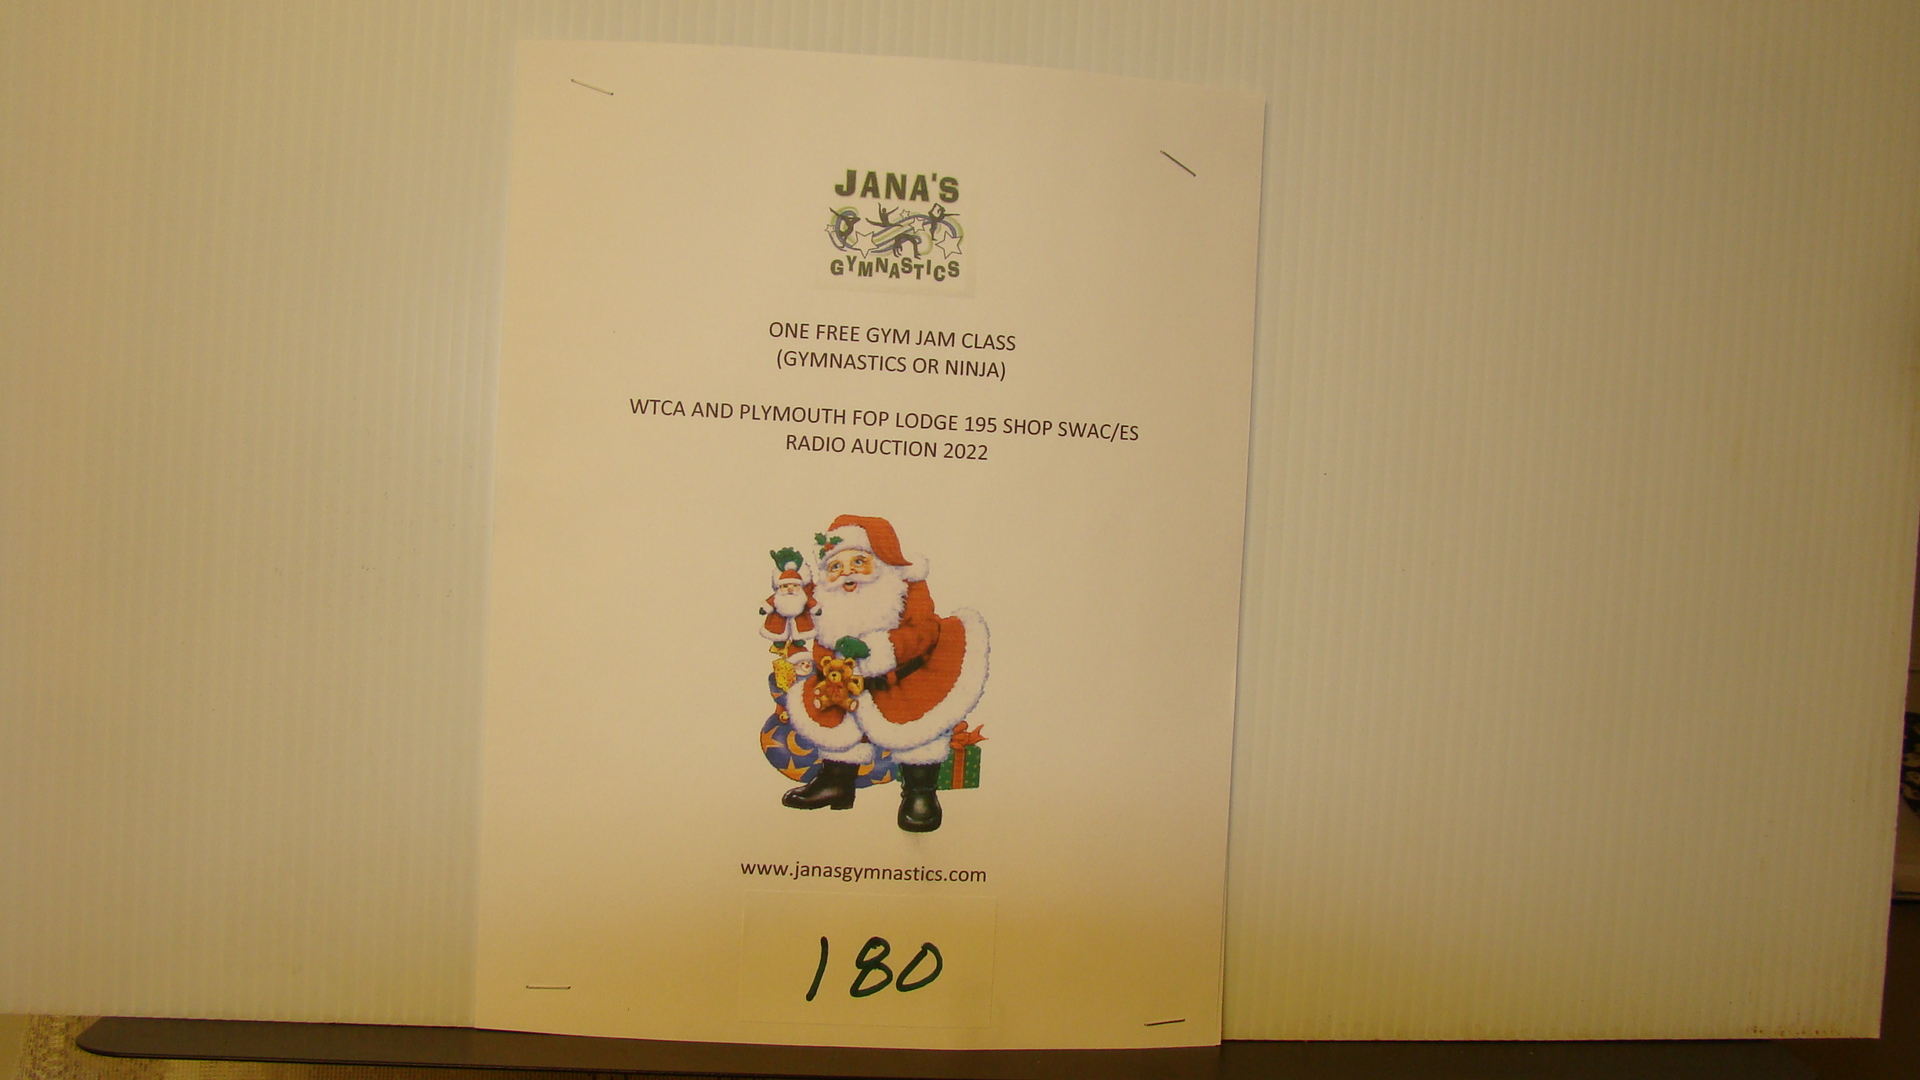 JANA'S
GYMNASTICS
ONE FREE GYM JAM CLASS
(GYMNASTICS OR NINJA)
WTCA AND PLYMOUTH FOP LODGE 195 SHOP SWAC/ES
RADIO AUCTION 2022
www.janasgymnastics.com
180